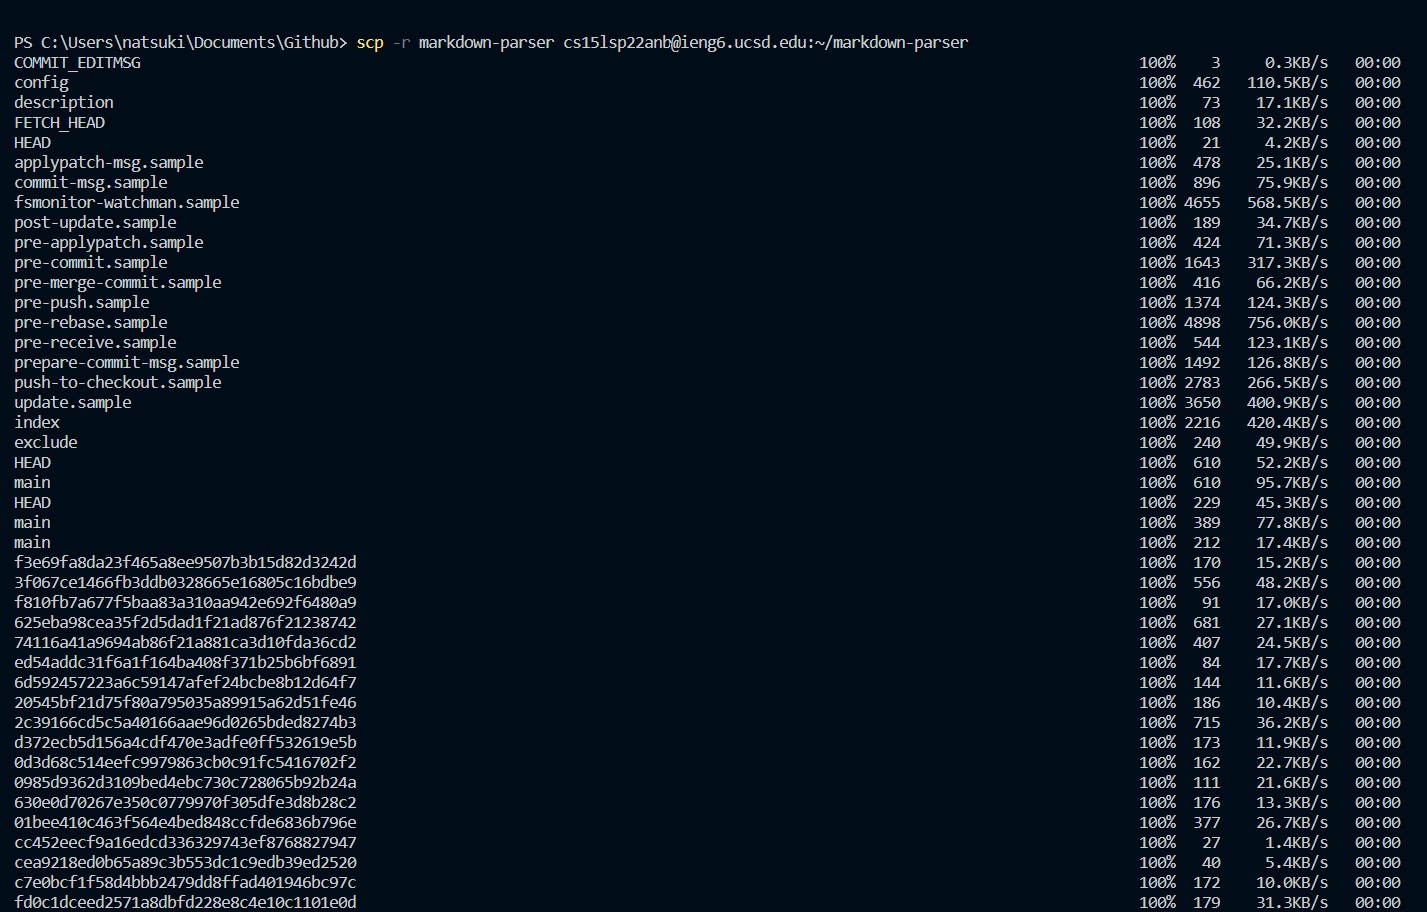 PS C:\Users\natsuki\Documents\Github> scp -r markdown-parser cs15lsp22anb@ieng6.ucsd.edu:~/markdown-parser
COMMIT_EDITMSG 100% 3 0.3KB/s 00:00
config 100% 462 110.5KB/s 00:00
description 100% 73 17.1KB/s 00:00
FETCH_HEAD 100% 108 32.2KB/s 00:00
HEAD 100% 21 4.2KB/s 00:00
applypatch-msg.sample 100% 478 25.1KB/s 00:00
commit-msg.sample 100% 896 75.9KB/s 00:00
fsmonitor-watchman.sample 100% 4655 568.5KB/s 00:00
post-update.sample 100% 189 34.7KB/s 00:00
pre-applypatch.sample 100% 424 71.3KB/s 00:00
pre-commit.sample 100% 1643 317.3KB/s 00:00
pre-merge-commit.sample 100% 416 66.2KB/s 00:00
pre-push.sample 100% 1374 124.3KB/s 00:00
pre-rebase.sample 100% 4898 756.0KB/s 00:00
pre-receive.sample 100% 544 123.1KB/s 00:00
prepare-commit-msg.sample 100% 1492 126.8KB/s 00:00
push-to-checkout.sample 100% 2783 266.5KB/s 00:00
update.sample 100% 3650 400.9KB/s 00:00
index 100% 2216 420.4KB/s 00:00
exclude 100% 240 49.9KB/s 00:00
HEAD 100% 610 52.2KB/s 00:00
main 100% 610 95.7KB/s 00:00
HEAD 100% 229 45.3KB/s 00:00
main 100% 389 77.8KB/s 00:00
main 100% 212 17.4KB/s 00:00
f3e69fa8da23f465a8ee9507b3b15d82d3242d 100% 170 15.2KB/s 00:00
3f067ce1466fb3ddb0328665e16805c16bdbe9 100% 556 48.2KB/s 00:00
f810fb7a677f5baa83a310aa942e692f6480a9 100% 91 17.0KB/s 00:00
625eba98cea35f2d5dad1f21ad876f21238742 100% 681 27.1KB/s 00:00
74116a41a9694ab86f21a881ca3d10fda36cd2 100% 407 24.5KB/s 00:00
ed54addc31f6a1f164ba408f371b25b6bf6891 100% 84 17.7KB/s 00:00
6d592457223a6c59147afef24bcbe8b12d64f7 100% 144 11.6KB/s 00:00
20545bf21d75f80a795035a89915a62d51fe46 100% 186 10.4KB/s 00:00
2c39166cd5c5a40166aae96d0265bded8274b3 100% 715 36.2KB/s 00:00
d372ecb5d156a4cdf470e3adfe0ff532619e5b 100% 173 11.9KB/s 00:00
0d3d68c514eefc9979863cb0c91fc5416702f2 100% 162 22.7KB/s 00:00
0985d9362d3109bed4ebc730c728065b92b24a 100% 111 21.6KB/s 00:00
630e0d70267e350c0779970f305dfe3d8b28c2 100% 176 13.3KB/s 00:00
01bee410c463f564e4bed848ccfde6836b796e 100% 377 26.7KB/s 00:00
cc452eecf9a16edcd336329743ef8768827947 100% 27 1.4KB/s 00:00
cea9218ed0b65a89c3b553dc1c9edb39ed2520 100% 40 5.4KB/s 00:00
c7e0bcf1f58d4bbb2479dd8ffad401946bc97c 100% 172 10.0KB/s 00:00
fd0c1dceed2571a8dbfd228e8c4e10c1101e0d 100% 179 31.3KB/s 00:00